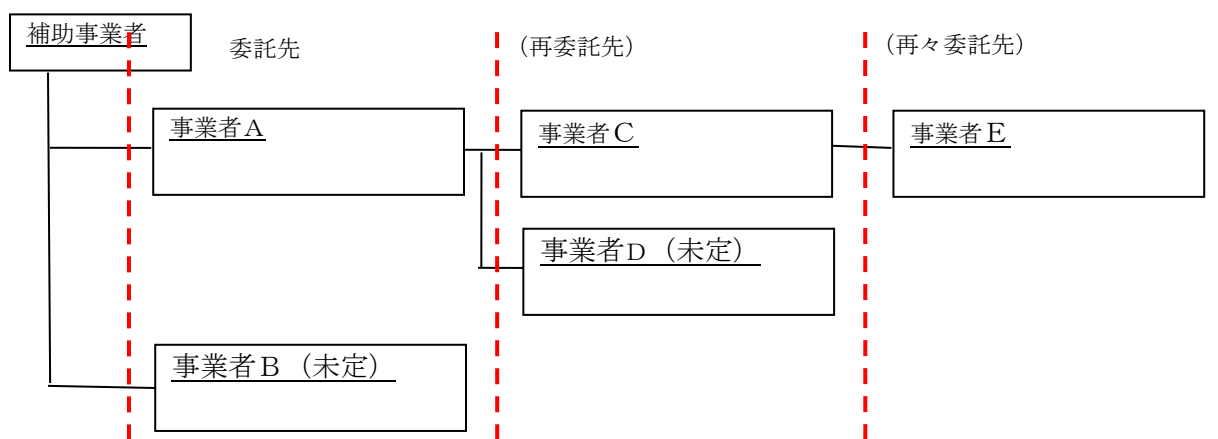 補助事業者
委託先
（再委託先）
（再々委託先）
事業者Ａ
事業者Ｃ
事業者Ｅ
事業者Ｄ（未定）
事業者Ｂ（未定）